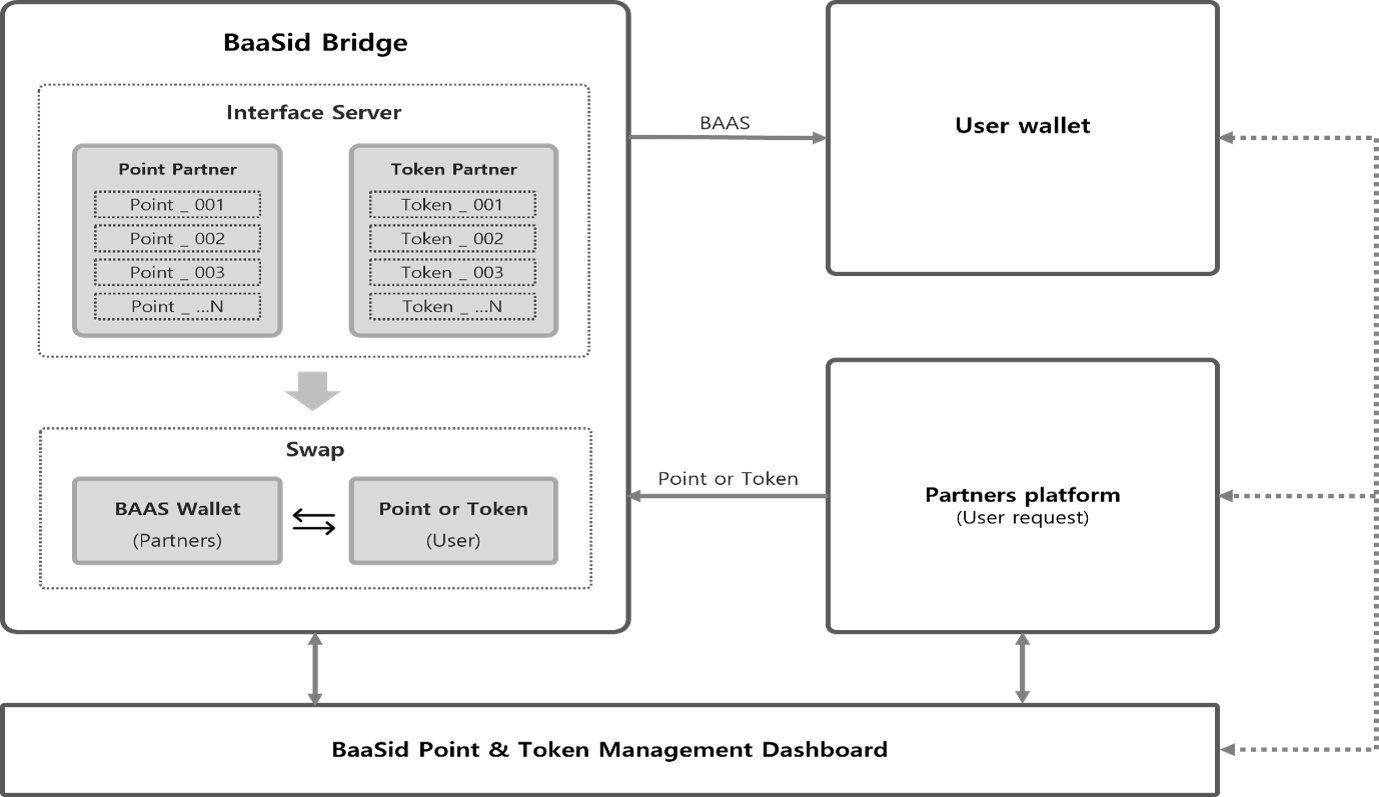 BaaSid Bridge
Interface Server
Point Partner
Point _ 001
Point _ 002
Point _ 003
Point _ ...N
Token Partner
Token _ 001
Token _ 002
Token _ 003
Token _ ...N
Swap
BAAS Wallet
(Partners)
Point or Token
(User)
BAAS
User wallet
Point or Token
Partners platform
(User request)
BaaSid Point & Token Management Dashboard